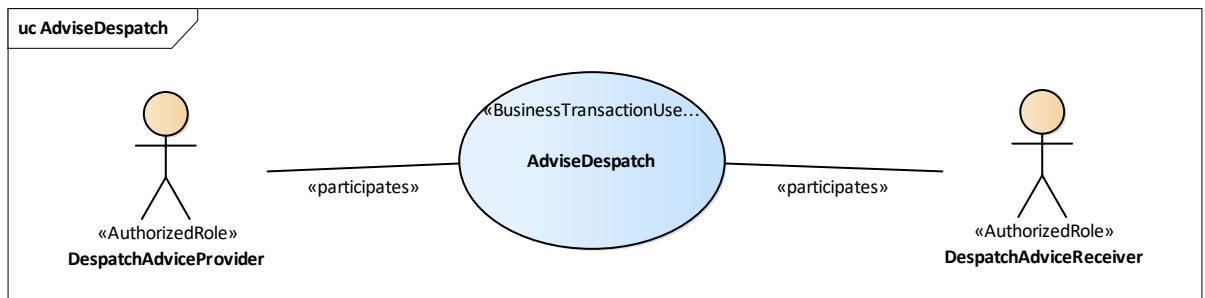 uc AdviseDespatch
«BusinessTransactionUse…
AdviseDespatch
«participates»
«participates»
«AuthorizedRole»
DespatchAdviceProvider
«AuthorizedRole»
DespatchAdviceReceiver